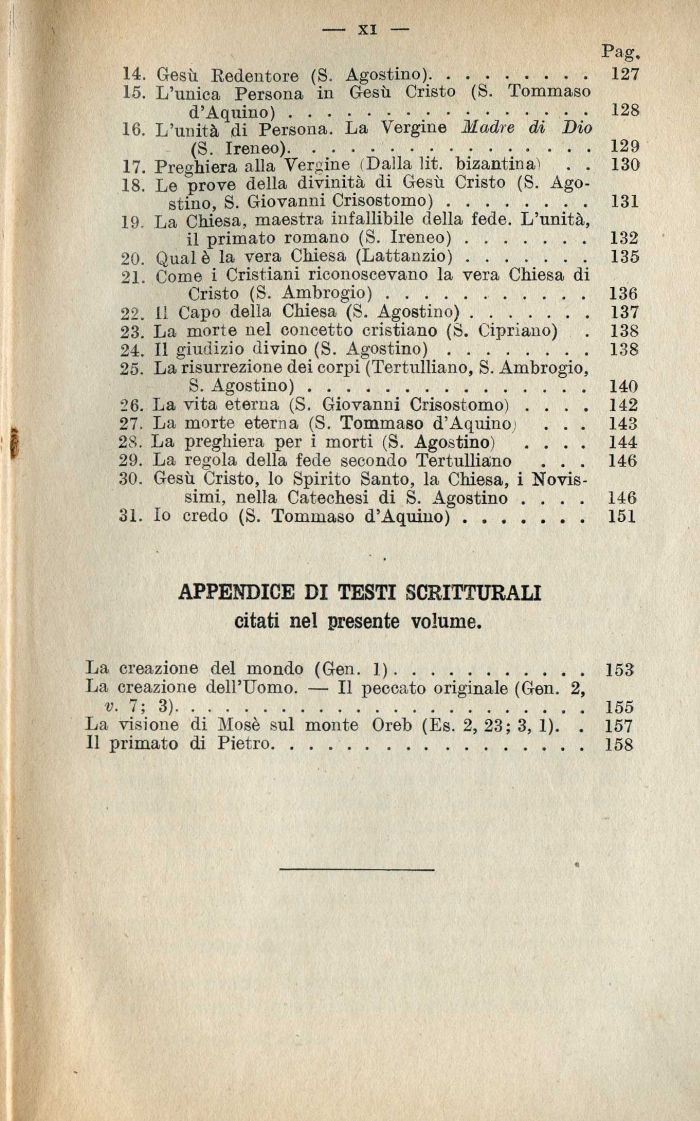 — XI —
Pag.
14. Gesù Redentore (S. Agostino). . . . . . . . . 127
15. L'unica Persona in Gesù Cristo (S. Tommaso
d'Aquino) . . . . . . . . . . . . . . . . 128
16. L'unità di Persona. La Vergine Madre di Dio
(S. Ireneo). . . . . . . . . . . . . . . . 129
17. Preghiera alla Vergine (Dalla lit. bizantina) . . 130
18. Le prove della divinità di Gesù Cristo (S. Ago-
stino, S. Giovanni Crisostomo) . . . . . . . . 131
19. La Chiesa, maestra infallibile della fede. L'unità,
il primato romano (S. Ireneo) . . . . . . . 132
20. Qual è la vera Chiesa (Lattanzio) . . . . . . . 135
21. Come i Cristiani riconoscevano la vera Chiesa di
Cristo (S. Ambrogio) . . . . . . . . . . . 136
22. Il Capo della Chiesa (S. Agostino) . . . . . . . 137
23. La morte nel concetto cristiano (S. Cipriano) . 138
24. Il giudizio divino (S. Agostino) . . . . . . . . 138
25. La risurrezione dei corpi (Tertulliano, S. Ambrogio,
S. Agostino) . . . . . . . . . . . . . . . 140
26. La vita eterna (S. Giovanni Crisostomo) . . . . 142
27. La morte eterna (S. Tommaso d'Aquino) . . . 143
28. La preghiera per i morti (S. Agostino) . . . . 144
29. La regola della fede secondo Tertulliano . . . 146
30. Gesù Cristo, lo Spirito Santo, la Chiesa, i Novis-
simi, nella Catechesi di S. Agostino . . . . 146
31. Io credo (S. Tommaso d'Aquino) . . . . . . . 151
APPENDICE DI TESTI SCRITTURALI
citati nel presente volume.
La creazione del mondo (Gen. 1) . . . . . . . . . . . 153
La creazione dell'Uomo. — Il peccato originale (Gen. 2,
v. 7; 3). . . . . . . . . . . . . . . . . . . . . . 155
La visione di Mosè sul monte Oreb (Es. 2, 23; 3, 1). . 157
Il primato di Pietro. . . . . . . . . . . . . . . . . 158